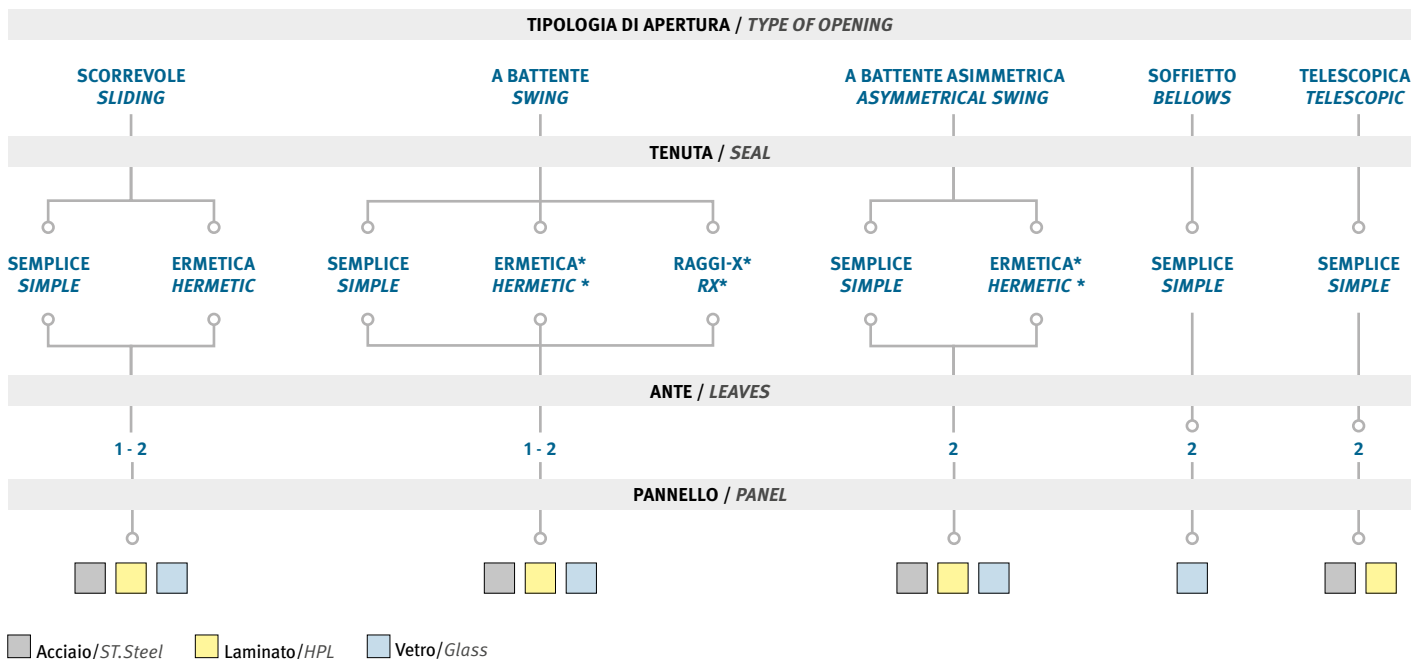 TIPOLOGIA DI APERTURA / TYPE OF OPENING
SCORREVOLE
SLIDING
A BATTENTE
SWING
A BATTENTE ASIMMETRICA
ASYMMETRICAL SWING
SOFFIETTO
BELLOWS
TELESCOPICA
TELESCOPIC
TENUTA / SEAL
SEMPLICE
SIMPLE
ERMETICA
HERMETIC
SEMPLICE
SIMPLE
ERMETICA*
HERMETIC *
RAGGI-X*
RX*
SEMPLICE
SIMPLE
ERMETICA*
HERMETIC *
SEMPLICE
SIMPLE
SEMPLICE
SIMPLE
ANTE / LEAVES
1 - 2
1 - 2
2
2
2
PANNELLO / PANEL
Acciaio/ST.Steel
Laminato/HPL
Vetro/Glass